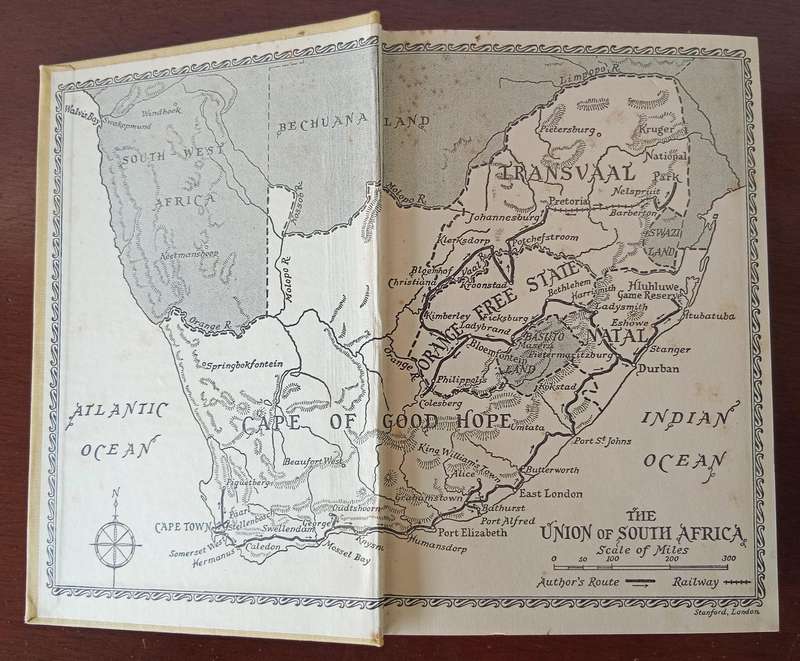 Limpopo R.
Walvis Bay
Swakopmund
Windhoek
BECHUANALAND
SOUTH WEST
AFRICA
Pietersburg
Kruger
National
Park
TRANSVAAL
Nelspruit
Nossob R.
Molopo R.
Pretoria
Johannesburg
Barberton
SWAZI
LAND
Keetmanshoop
Klerksdorp
Potchefstroom
Molopo R.
Bloemhof
Vaal R.
Christiana
Kroonstad
ORANGE FREE STATE
Bethlehem
Harrismith
Hluhluwe
Game Reserve
Ladysmith
Mtubatuba
Orange R.
Kimberley
Ficksburg
Ladybrand
Eshowe
NATAL
BASUTO
LAND
Maseru
Bloemfontein
Pietermaritzburg
Stanger
Durban
Springbokfontein
Orange R.
Philippolis
Kokstad
Colesberg
ATLANTIC
OCEAN
CAPE OF GOOD HOPE
Umtata
INDIAN
OCEAN
Port St. Johns
King Williams Town
Beaufort West
Alice
Butterworth
Piquetberg
Grahamstown
East London
N
Paarl
Oudtshoorn
Bathurst
CAPE TOWN
Swellendam
George
Port Alfred
Somerset West
Hermanus
Caledon
Mossel Bay
Knysna
Humansdorp
Port Elizabeth
THE
UNION OF SOUTH AFRICA
Scale of Miles
0 50 100 200 300
Author's Route
Railway
Stanford, London